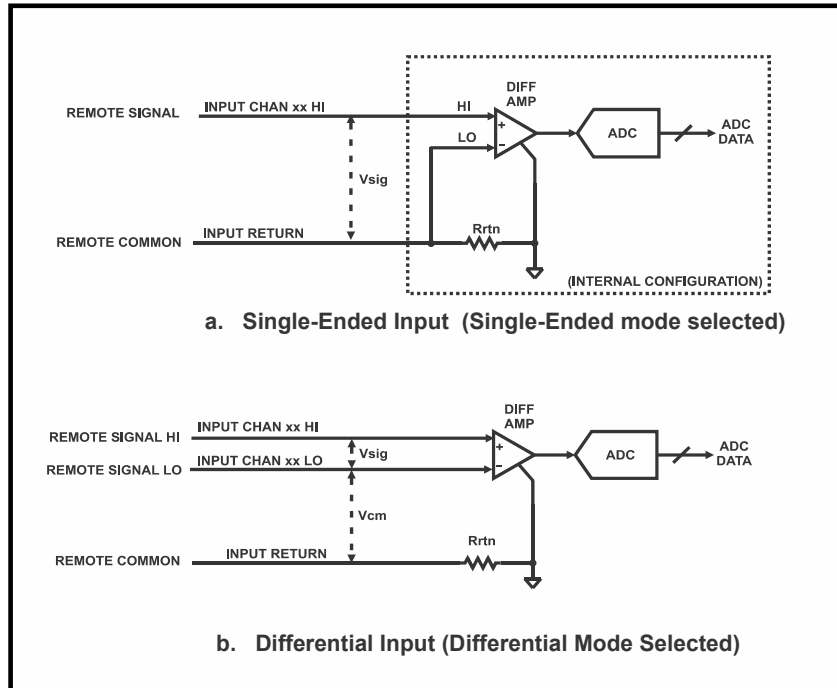 DIFF
AMP
REMOTE SIGNAL
INPUT CHAN xx HI
HI
+
ADC
ADC
DATA
LO
−
Vsig
REMOTE COMMON
INPUT RETURN
Rrtn
(INTERNAL CONFIGURATION)
a. Single-Ended Input (Single-Ended mode selected)
DIFF
AMP
REMOTE SIGNAL HI
INPUT CHAN xx HI
+
ADC
ADC
DATA
Vsig
REMOTE SIGNAL LO
INPUT CHAN xx LO
−
Vcm
REMOTE COMMON
INPUT RETURN
Rrtn
b. Differential Input (Differential Mode Selected)